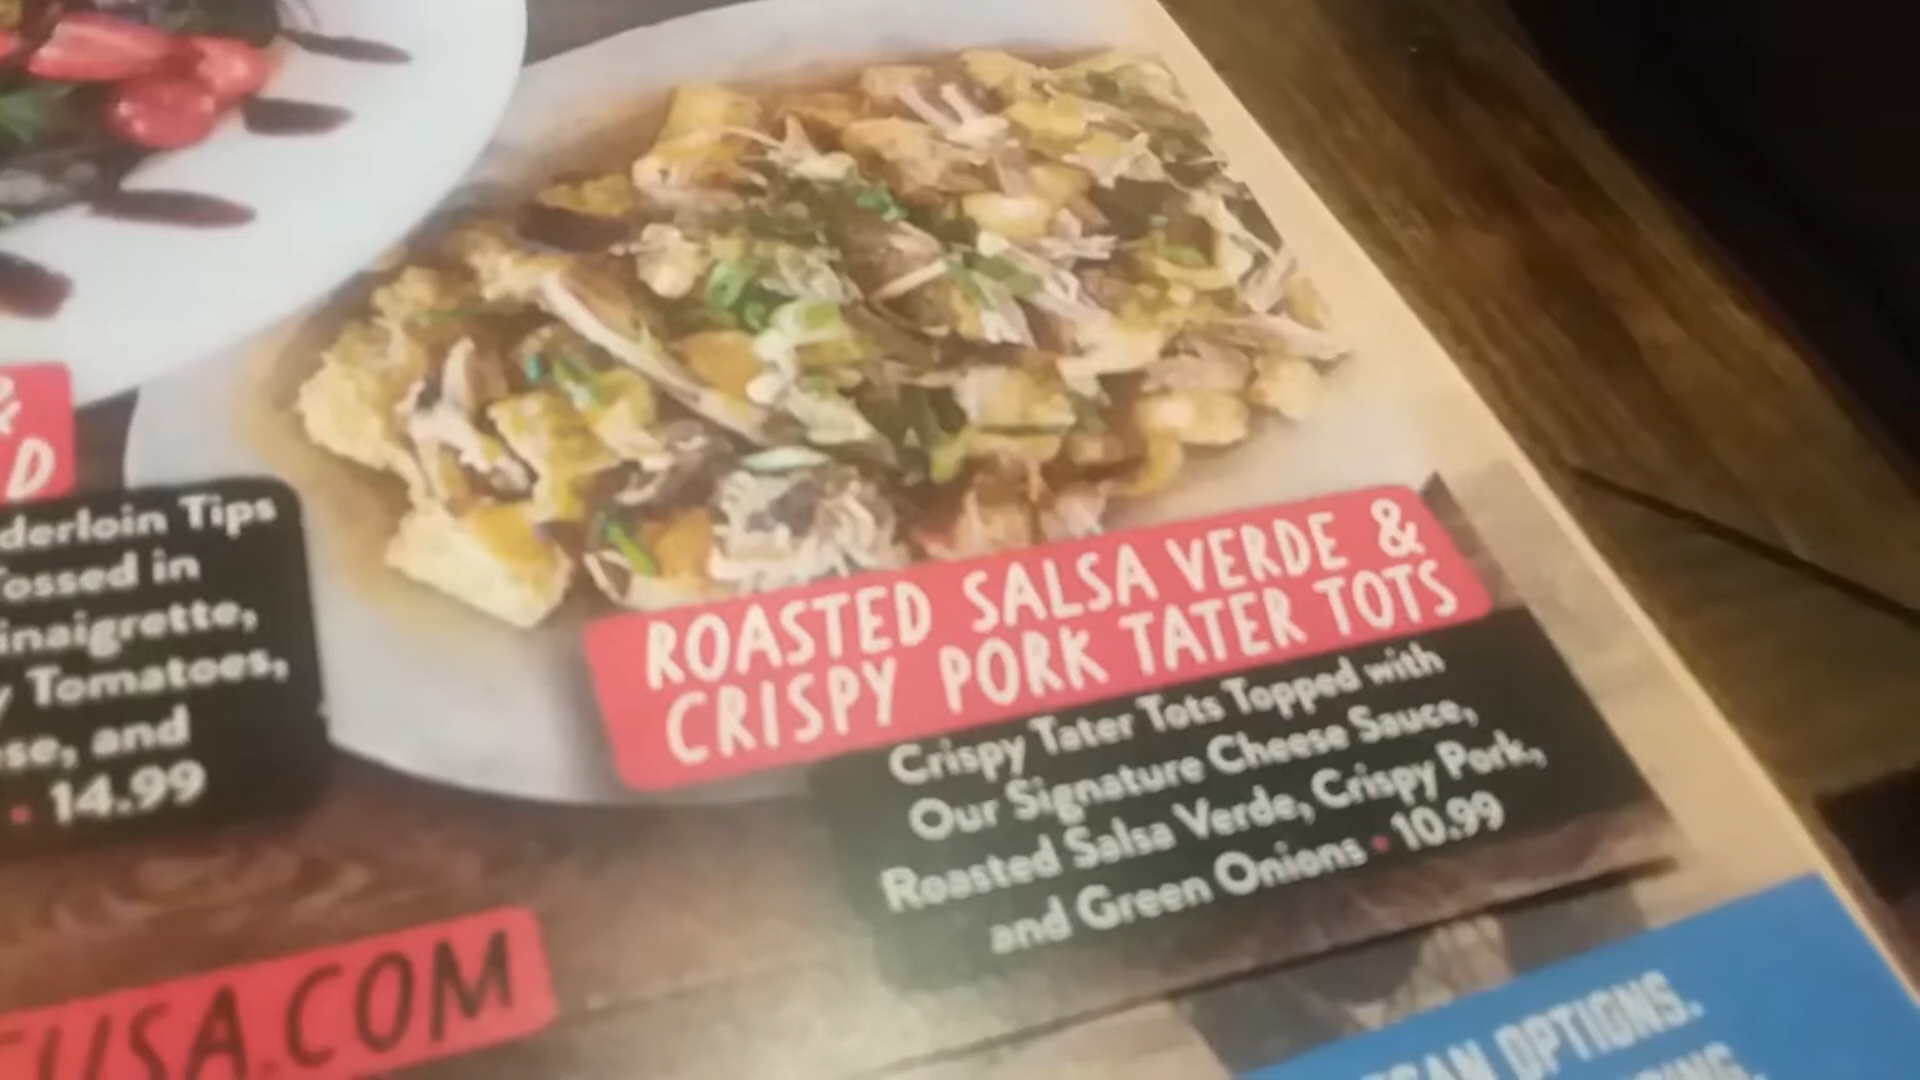 &
D
derloin Tips
Tossed in
inaigrette,
y Tomatoes,
se, and
• 14.99
ROASTED SALSA VERDE &
CRISPY PORK TATER TOTS
Crispy Tater Tots Topped with
Our Signature Cheese Sauce,
Roasted Salsa Verde, Crispy Pork,
and Green Onions • 10.99
USA.COM
OPTIONS.